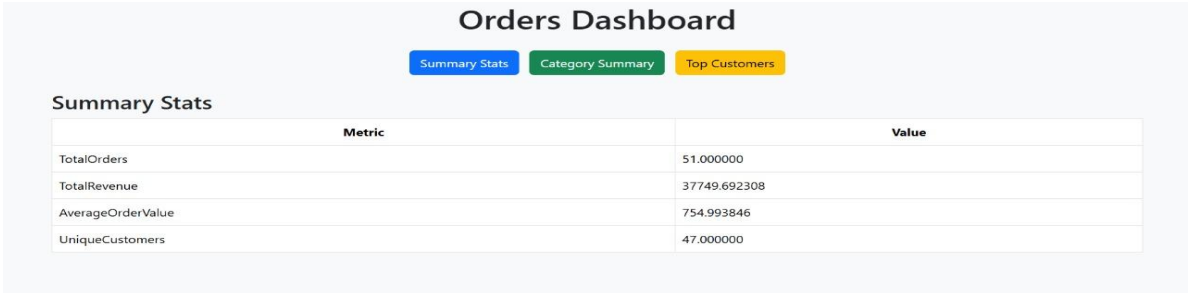 Orders Dashboard
Summary Stats Category Summary Top Customers
Summary Stats
Metric Value
TotalOrders 51.000000
TotalRevenue 37749.692308
AverageOrderValue 754.993846
UniqueCustomers 47.000000